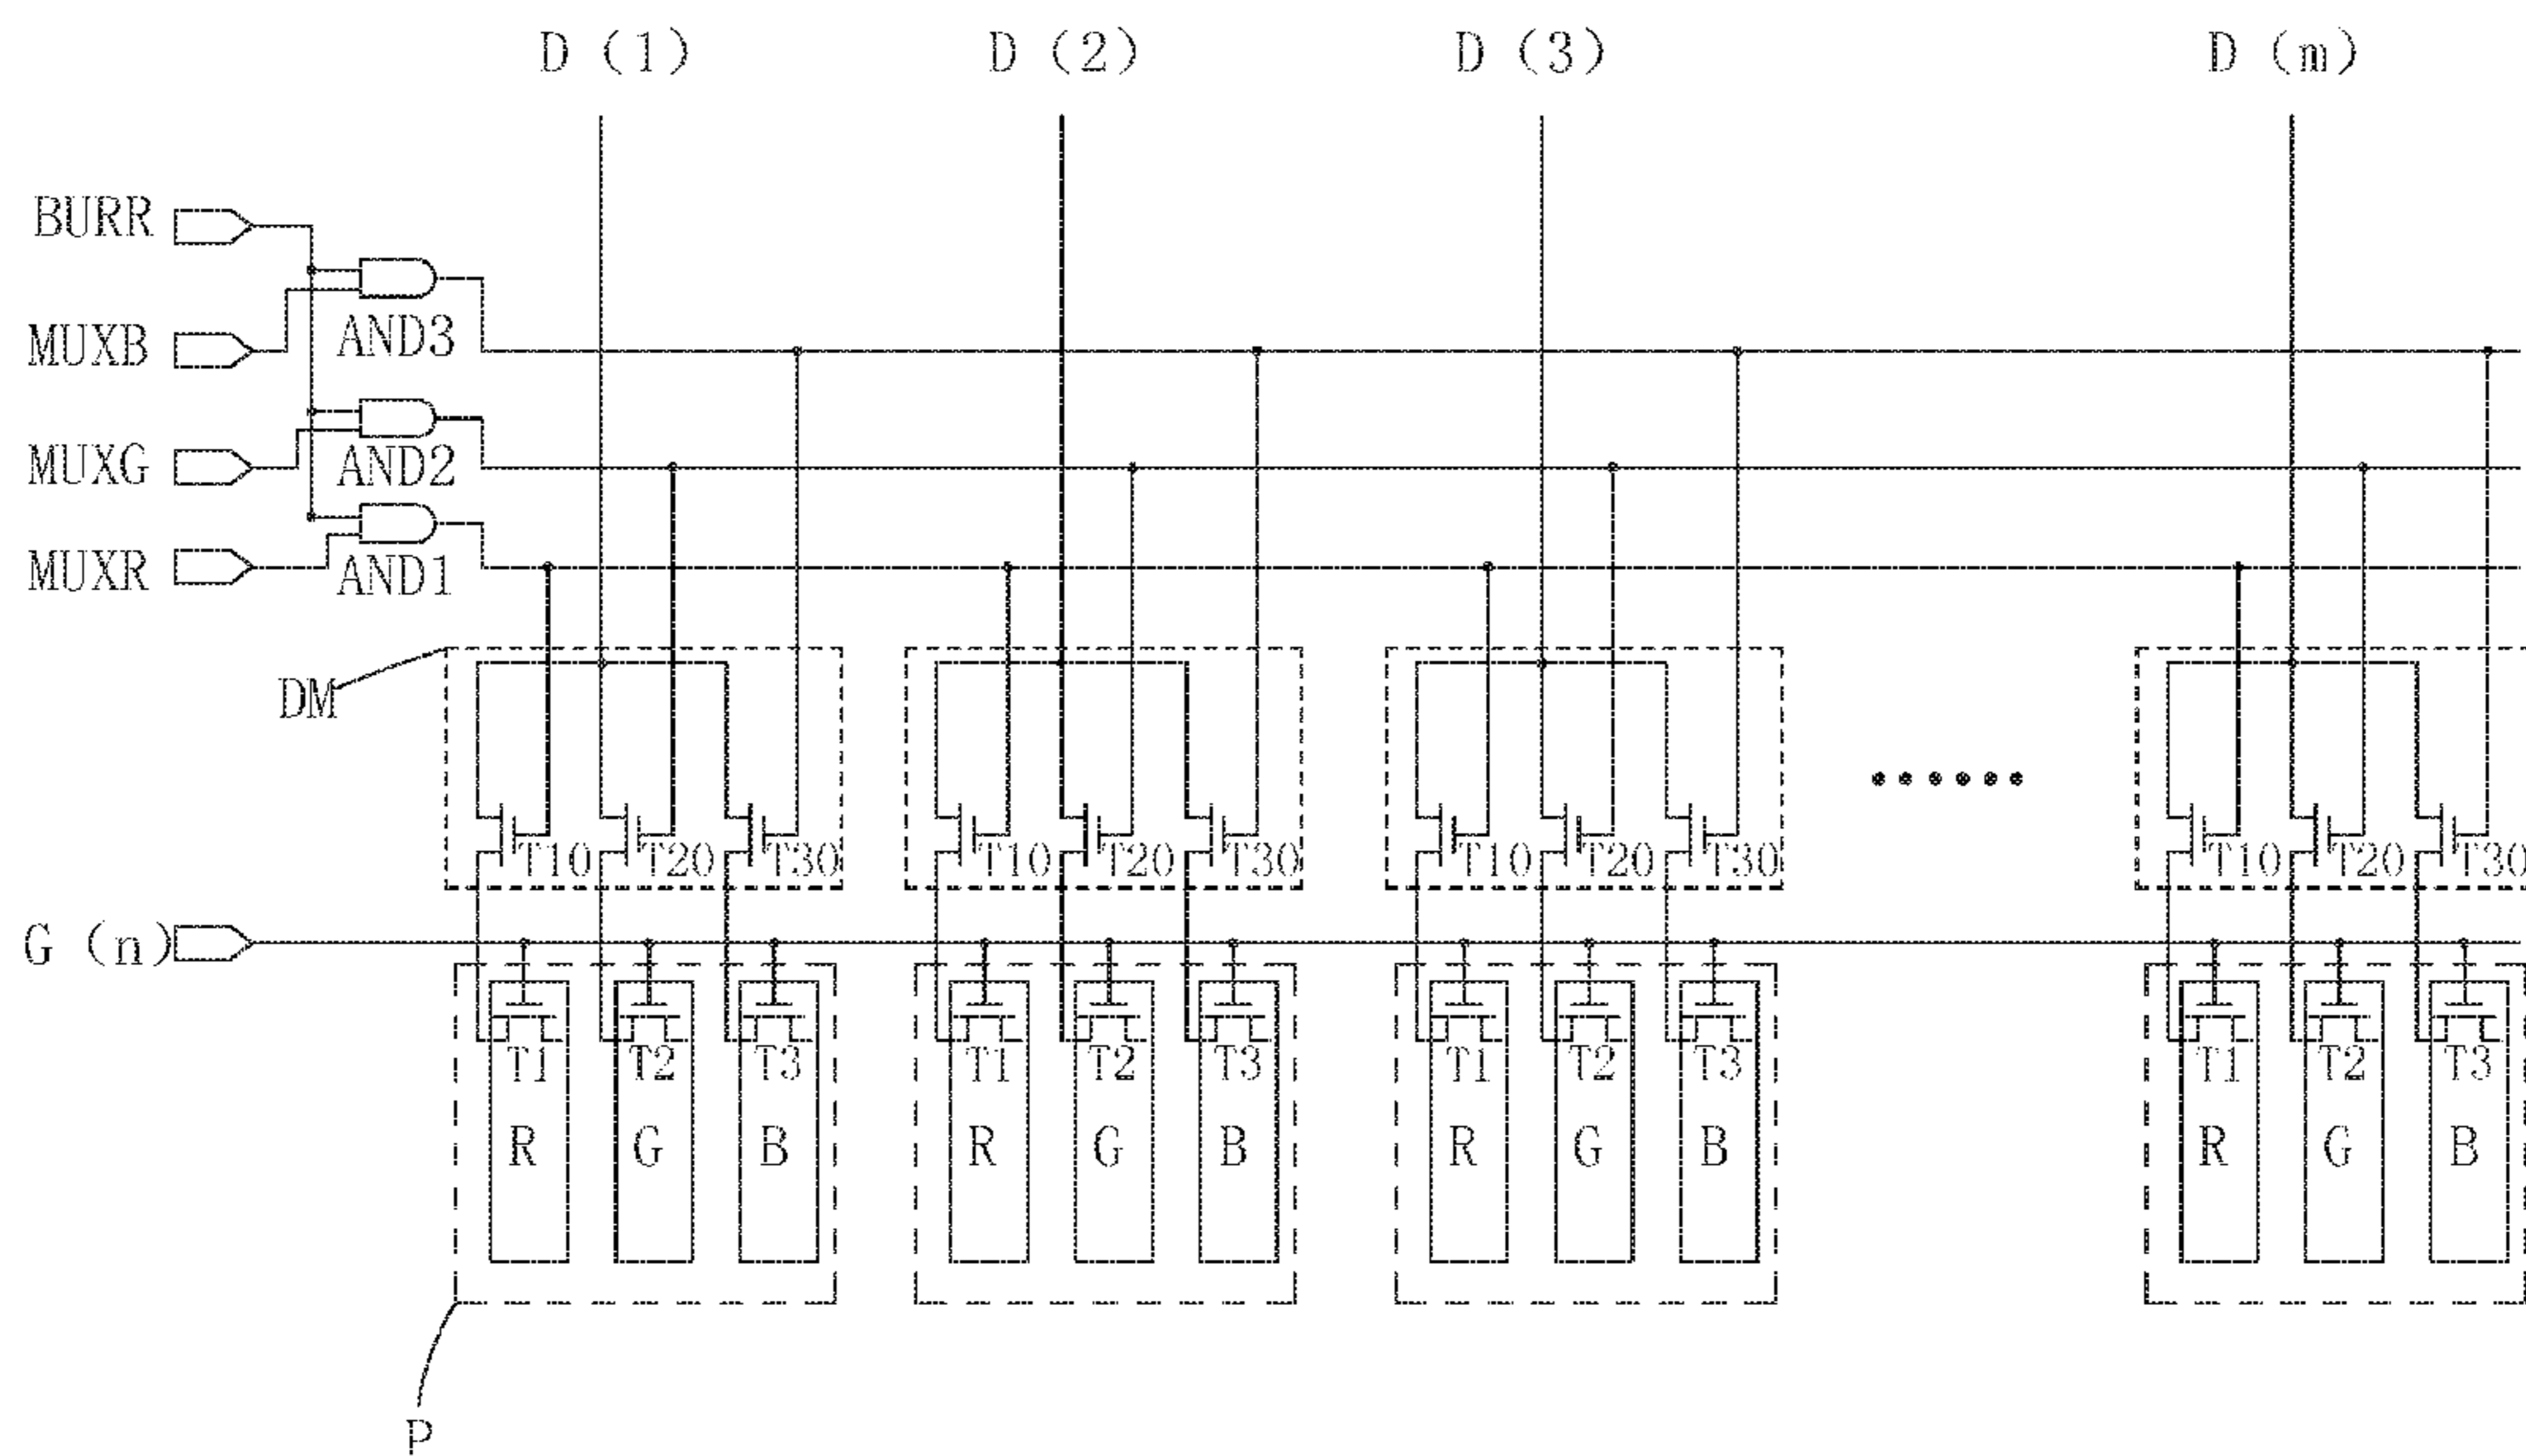 D (1) D (2) D (3) D (m)
BURR
MUXB AND3
MUXG AND2
MUXR AND1
DM
T10 T20 T30 T10 T20 T30 T10 T20 T30 T10 T20 T30
G (n)
T1 T2 T3 T1 T2 T3 T1 T2 T3 T1 T2 T3
R G B R G B R G B R G B
P